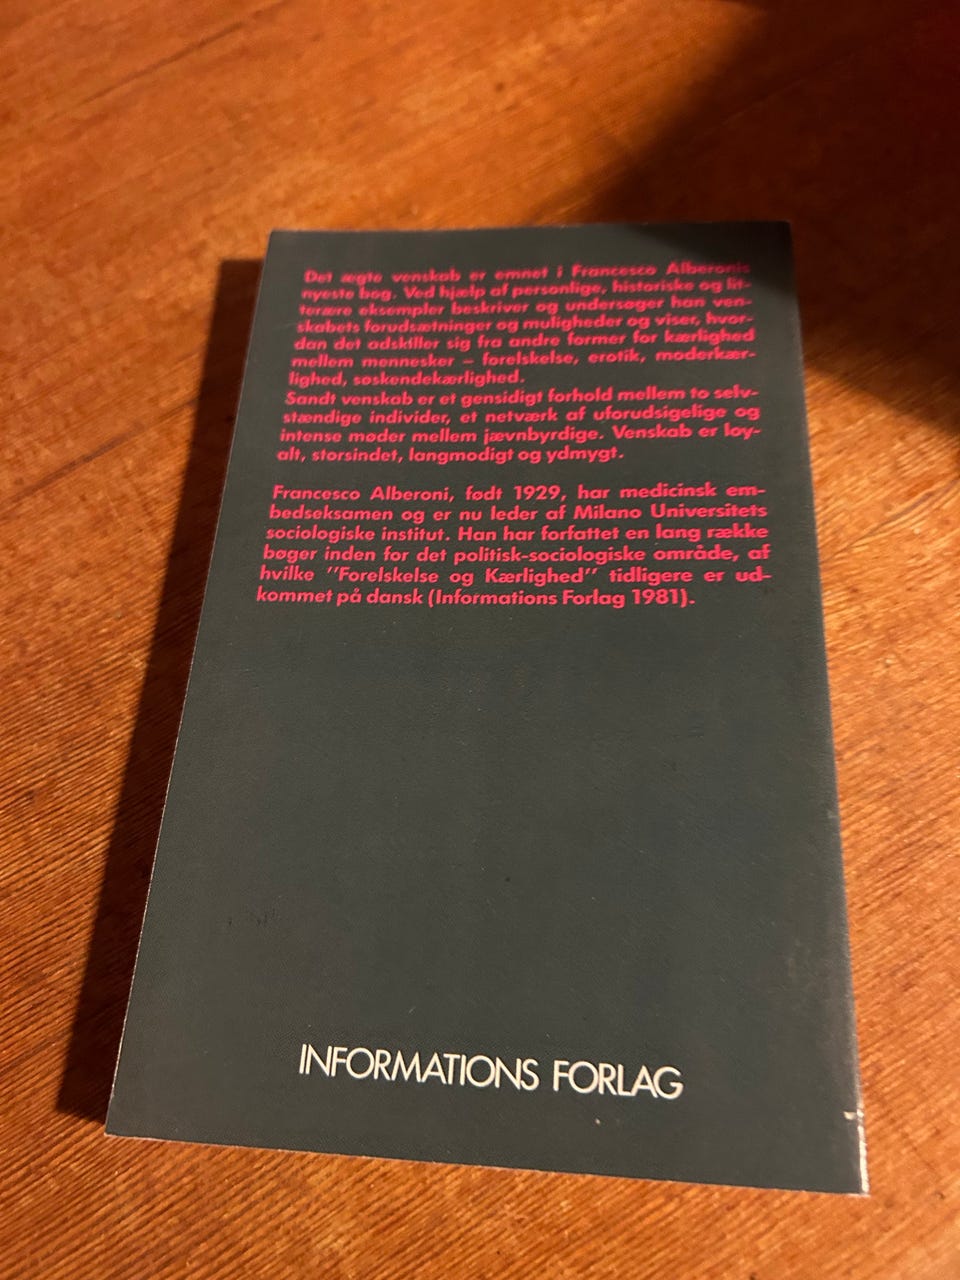 Det ægte venskab er emnet i Francesco Alberonis
nyeste bog. Ved hjælp af personlige, historiske og lit-
terære eksempler beskriver og undersøger han ven-
skabets forudsætninger og muligheder og viser, hvor-
dan det adskiller sig fra andre former for kærlighed
mellem mennesker – forelskelse, erotik, moderkær-
lighed, søskendekærlighed.
Sandt venskab er et gensidigt forhold mellem to selv-
stændige individer, et netværk af uforudsigelige og
intense møder mellem jævnbyrdige. Venskab er loy-
alt, storsindet, langmodigt og ydmygt.
Francesco Alberoni, født 1929, har medicinsk em-
bedseksamen og er nu leder af Milano Universitets
sociologiske institut. Han har forfattet en lang række
bøger inden for det politisk-sociologiske område, af
hvilke "Forelskelse og Kærlighed" tidligere er ud-
kommet på dansk (Informations Forlag 1981).
INFORMATIONS FORLAG